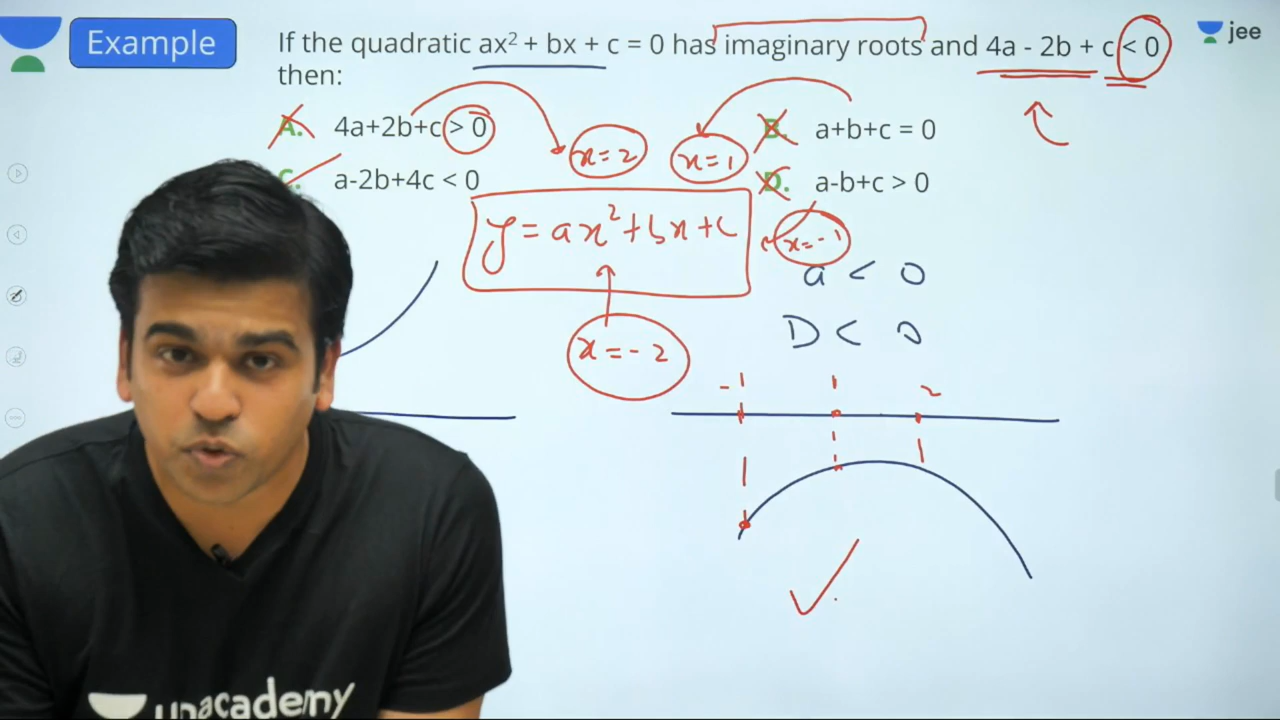 Example
If the quadratic ax² + bx + c = 0 has imaginary roots and 4a - 2b + c < 0
then:
jee
A. 4a+2b+c > 0
B. a+b+c = 0
x=2
x=1
C. a-2b+4c < 0
D. a-b+c > 0
y = ax²+bx+c
x=-1
a < 0
D < 0
x=-2
-1
1
2
unacademy